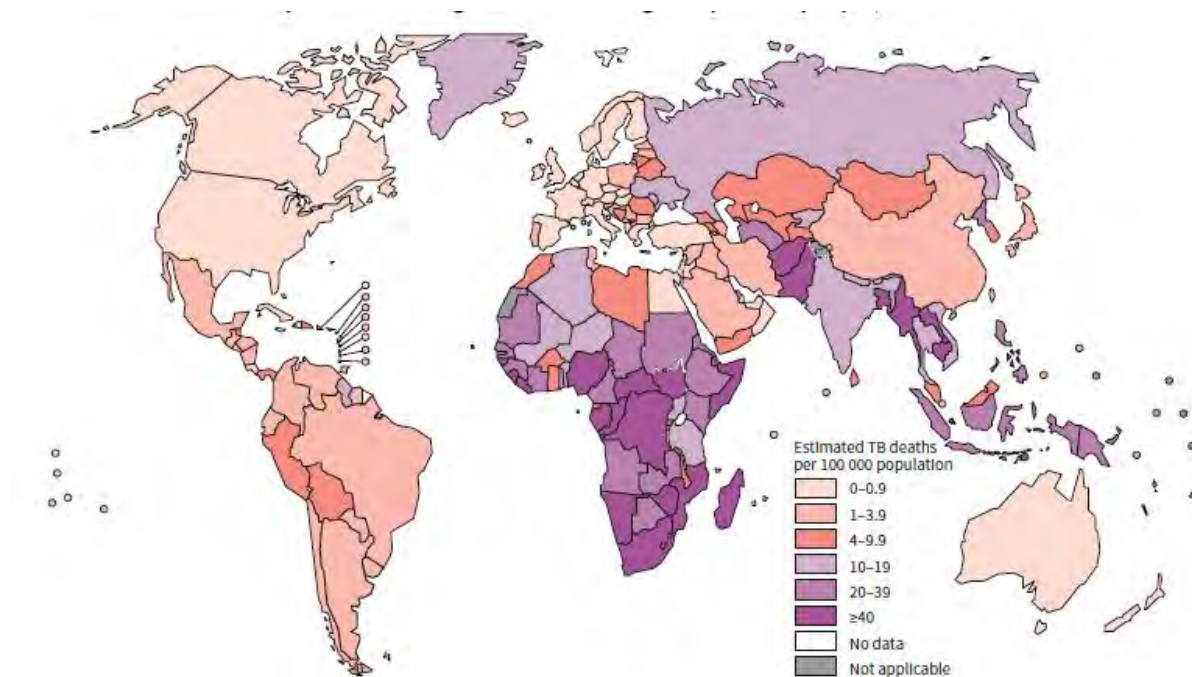 Estimated TB deaths
per 100 000 population
0–0.9
1–3.9
4–9.9
10–19
20–39
≥40
No data
Not applicable